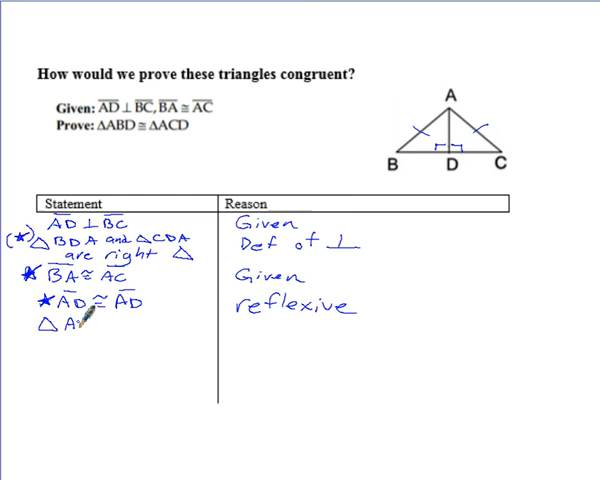 How would we prove these triangles congruent?
Given: AD ⊥ BC, BA ≅ AC
Prove: ΔABD ≅ ΔACD
A
B D C
Statement Reason
AD ⊥ BC Given
(★) △ BDA and △ CDA Def of ⊥
are right △
★ BA ≅ AC Given
★ AD ≅ AD reflexive
△ A